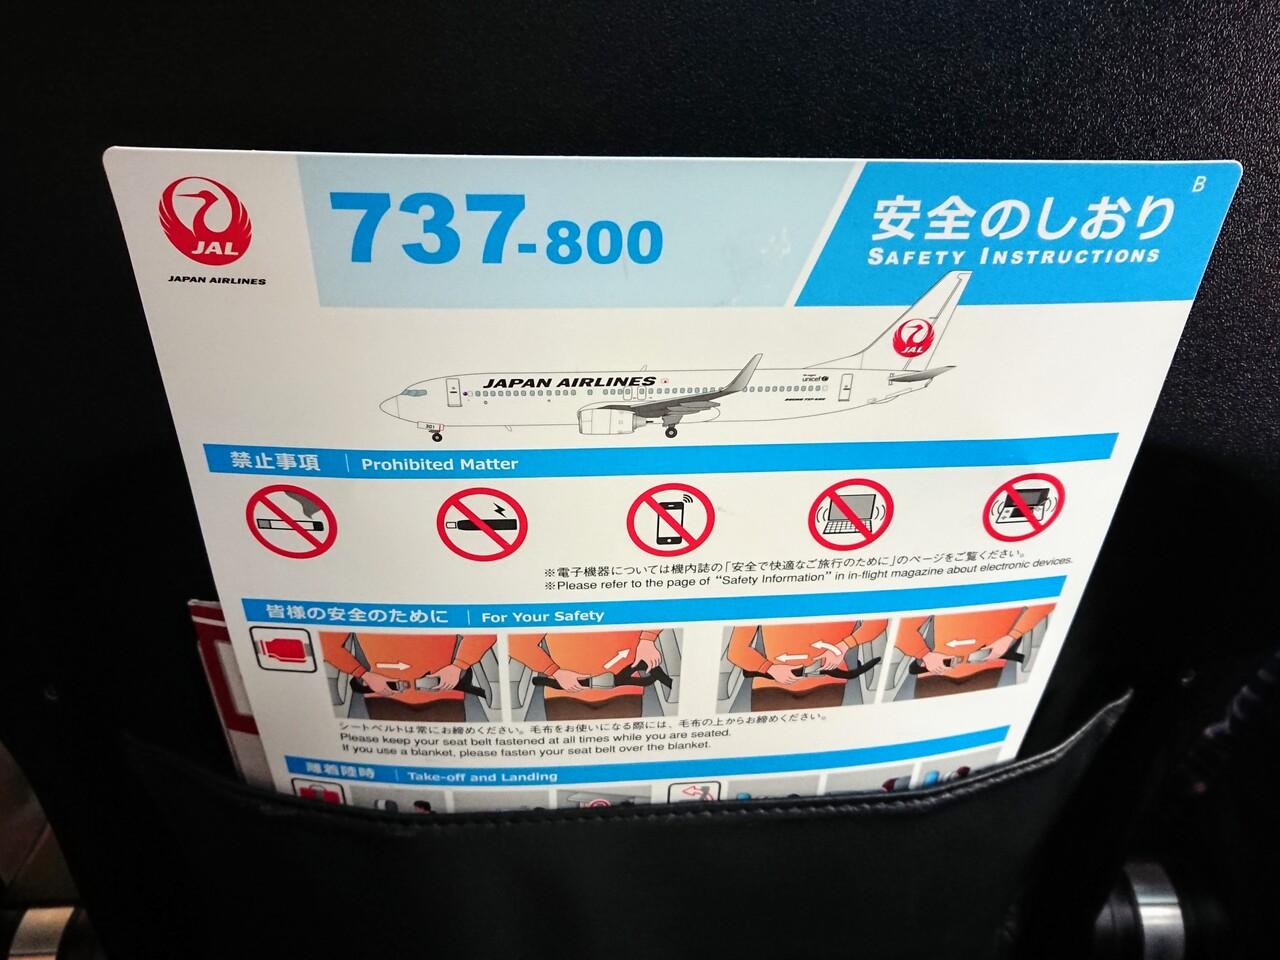 JAL
JAPAN AIRLINES
737-800
安全のしおり
SAFETY INSTRUCTIONS
B
JAPAN AIRLINES
unicef
BOEING 737-800
301
JAL
禁止事項 Prohibited Matter
※電子機器については機内誌の「安全で快適なご旅行のために」のページをご覧ください。
※Please refer to the page of “Safety Information” in in-flight magazine about electronic devices.
皆様の安全のために For Your Safety
シートベルトは常にお締めください。毛布をお使いになる際には、毛布の上からお締めください。
Please keep your seat belt fastened at all times while you are seated.
If you use a blanket, please fasten your seat belt over the blanket.
離着陸時 Take-off and Landing